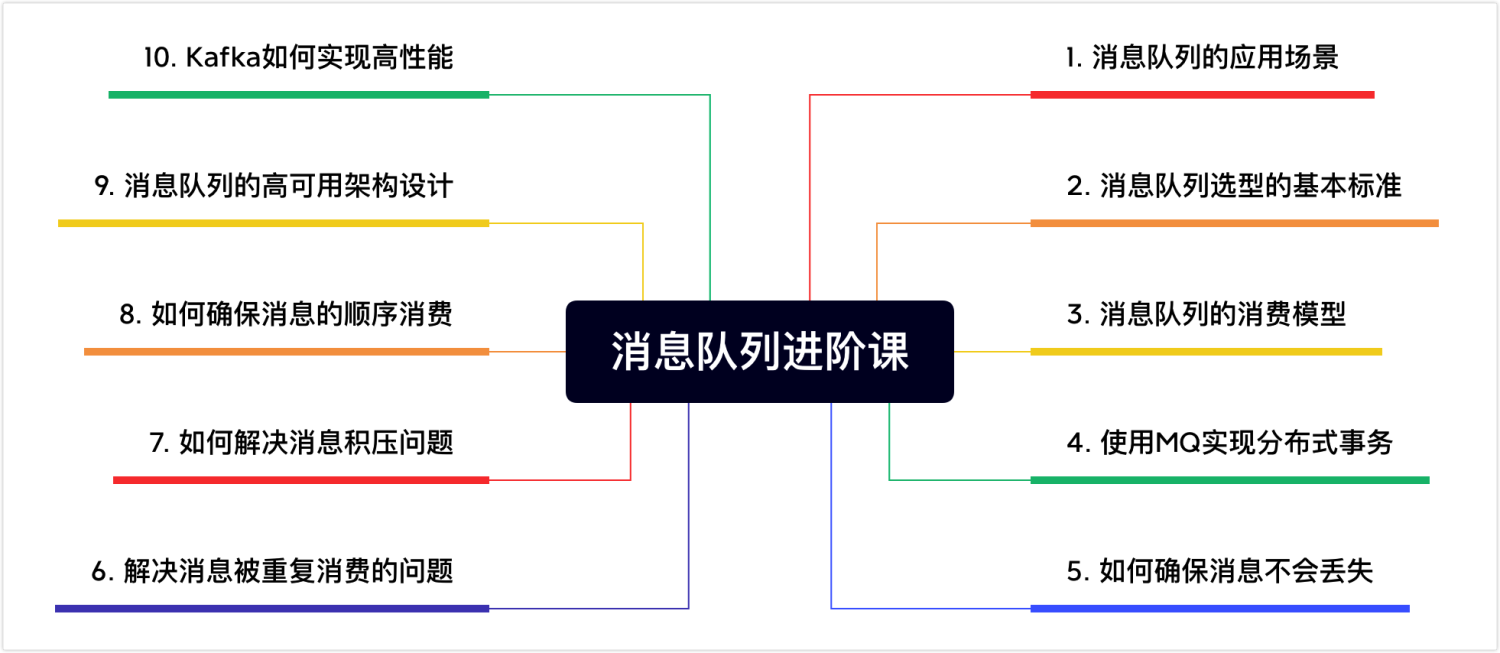 消息队列进阶课
1. 消息队列的应用场景
2. 消息队列选型的基本标准
3. 消息队列的消费模型
4. 使用MQ实现分布式事务
5. 如何确保消息不会丢失
6. 解决消息被重复消费的问题
7. 如何解决消息积压问题
8. 如何确保消息的顺序消费
9. 消息队列的高可用架构设计
10. Kafka如何实现高性能